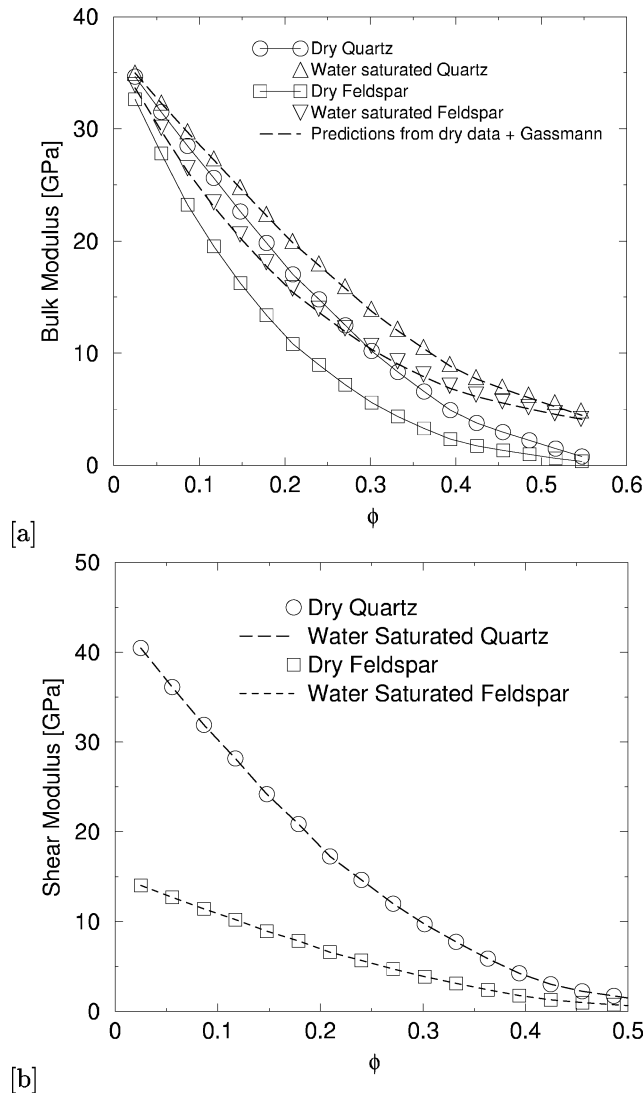 40
30
20
10
0
Bulk Modulus [GPa]
Dry Quartz
Water saturated Quartz
Dry Feldspar
Water saturated Feldspar
Predictions from dry data + Gassmann
0 0.1 0.2 0.3 0.4 0.5 0.6
ϕ
[a]
50
40
30
20
10
0
Shear Modulus [GPa]
Dry Quartz
Water Saturated Quartz
Dry Feldspar
Water Saturated Feldspar
0 0.1 0.2 0.3 0.4 0.5
ϕ
[b]